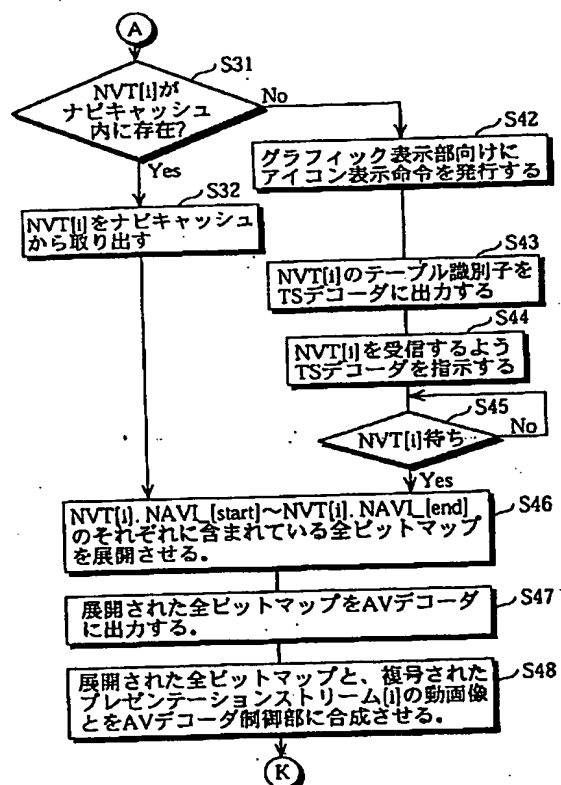 A
S31
NVT[i]が
ナビキャッシュ
内に存在?
No
Yes
S42
グラフィック表示部向けに
アイコン表示命令を発行する
S32
NVT[i]をナビキャッシュ
から取り出す
S43
NVT[i]のテーブル識別子を
TSデコーダに出力する
S44
NVT[i]を受信するよう
TSデコーダを指示する
S45
NVT[i]待ち
No
Yes
S46
NVT[i]. NAVI_[start]～NVT[i]. NAVI_[end]
のそれぞれに含まれている全ビットマップ
を展開させる。
S47
展開された全ビットマップをAVデコーダ
に出力する。
S48
展開された全ビットマップと、復号された
プレゼンテーションストリーム[i]の動画像
とをAVデコーダ制御部に合成させる。
K